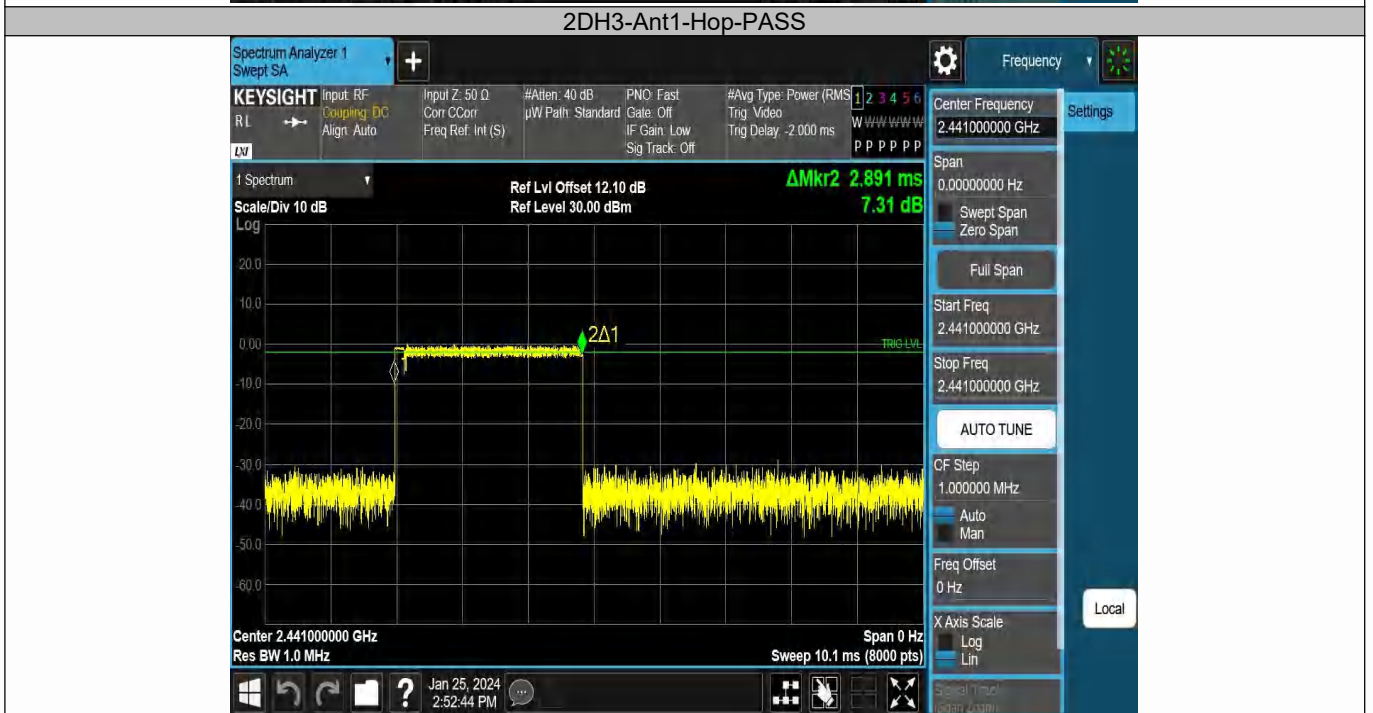 2DH3-Ant1-Hop-PASS
Spectrum Analyzer 1
Swept SA
+
Frequency
KEYSIGHT
RL
LXI
Input: RF
Coupling: DC
Align: Auto
Input Z: 50 Ω
Corr CCorr
Freq Ref: Int (S)
#Atten: 40 dB
µW Path: Standard
PNO: Fast
Gate: Off
IF Gain: Low
Sig Track: Off
#Avg Type: Power (RMS
Trig: Video
Trig Delay: -2.000 ms
1 2 3 4 5 6
W W W W W W
P P P P P P
Center Frequency
2.441000000 GHz
Settings
1 Spectrum
Scale/Div 10 dB
Log
Ref Lvl Offset 12.10 dB
Ref Level 30.00 dBm
ΔMkr2 2.891 ms
7.31 dB
Span
0.00000000 Hz
Swept Span
Zero Span
Full Span
Start Freq
2.441000000 GHz
Stop Freq
2.441000000 GHz
AUTO TUNE
CF Step
1.000000 MHz
Auto
Man
Freq Offset
0 Hz
X Axis Scale
Log
Lin
Signal Track
(Span Zoom)
Local
20.0
10.0
0.00
-10.0
-20.0
-30.0
-40.0
-50.0
-60.0
2Δ1
TRIG LVL
Center 2.441000000 GHz
Res BW 1.0 MHz
Span 0 Hz
Sweep 10.1 ms (8000 pts)
?
Jan 25, 2024
2:52:44 PM